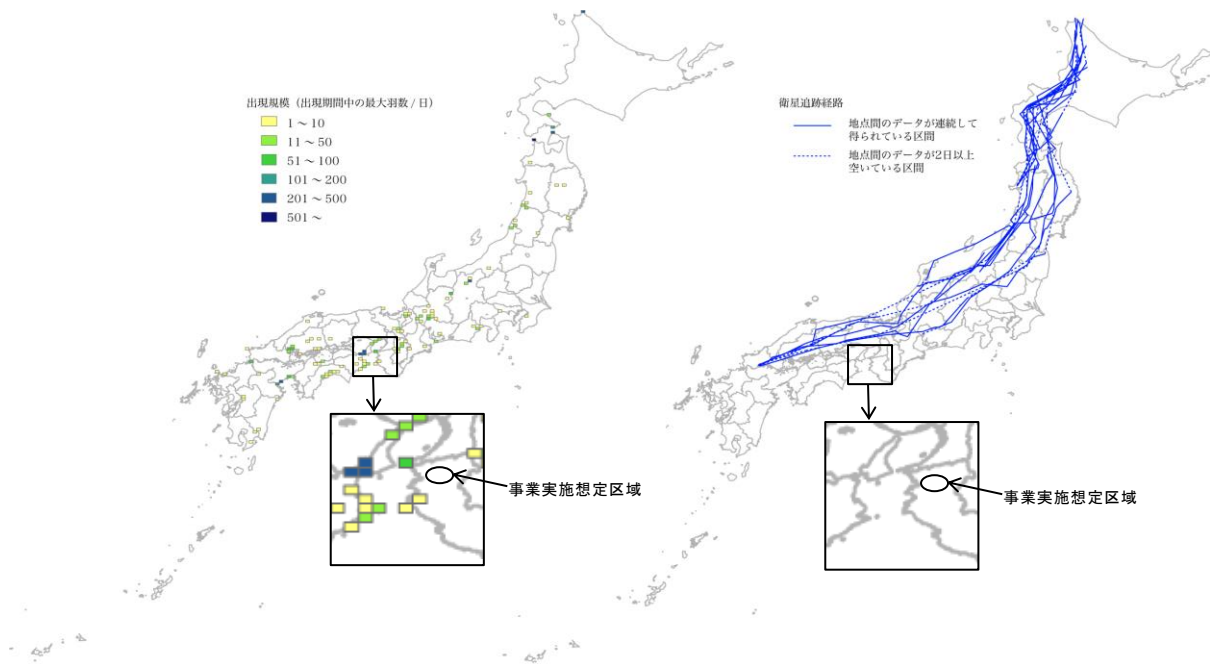 出現規模（出現期間中の最大羽数 / 日）
1 ～ 10
11 ～ 50
51 ～ 100
101 ～ 200
201 ～ 500
501 ～
事業実施想定区域
衛星追跡経路
地点間のデータが連続して
得られている区間
地点間のデータが2日以上
空いている区間
事業実施想定区域